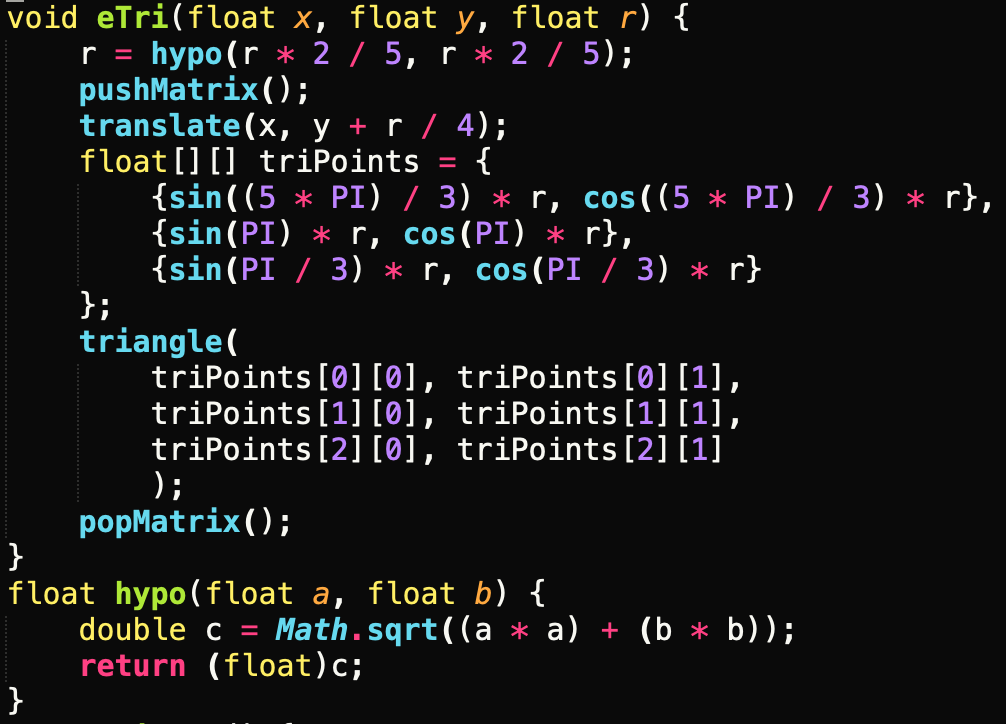 void eTri(float x, float y, float r) {
    r = hypo(r * 2 / 5, r * 2 / 5);
    pushMatrix();
    translate(x, y + r / 4);
    float[][] triPoints = {
        {sin((5 * PI) / 3) * r, cos((5 * PI) / 3) * r},
        {sin(PI) * r, cos(PI) * r},
        {sin(PI / 3) * r, cos(PI / 3) * r}
    };
    triangle(
        triPoints[0][0], triPoints[0][1],
        triPoints[1][0], triPoints[1][1],
        triPoints[2][0], triPoints[2][1]
        );
    popMatrix();
}
float hypo(float a, float b) {
    double c = Math.sqrt((a * a) + (b * b));
    return (float)c;
}